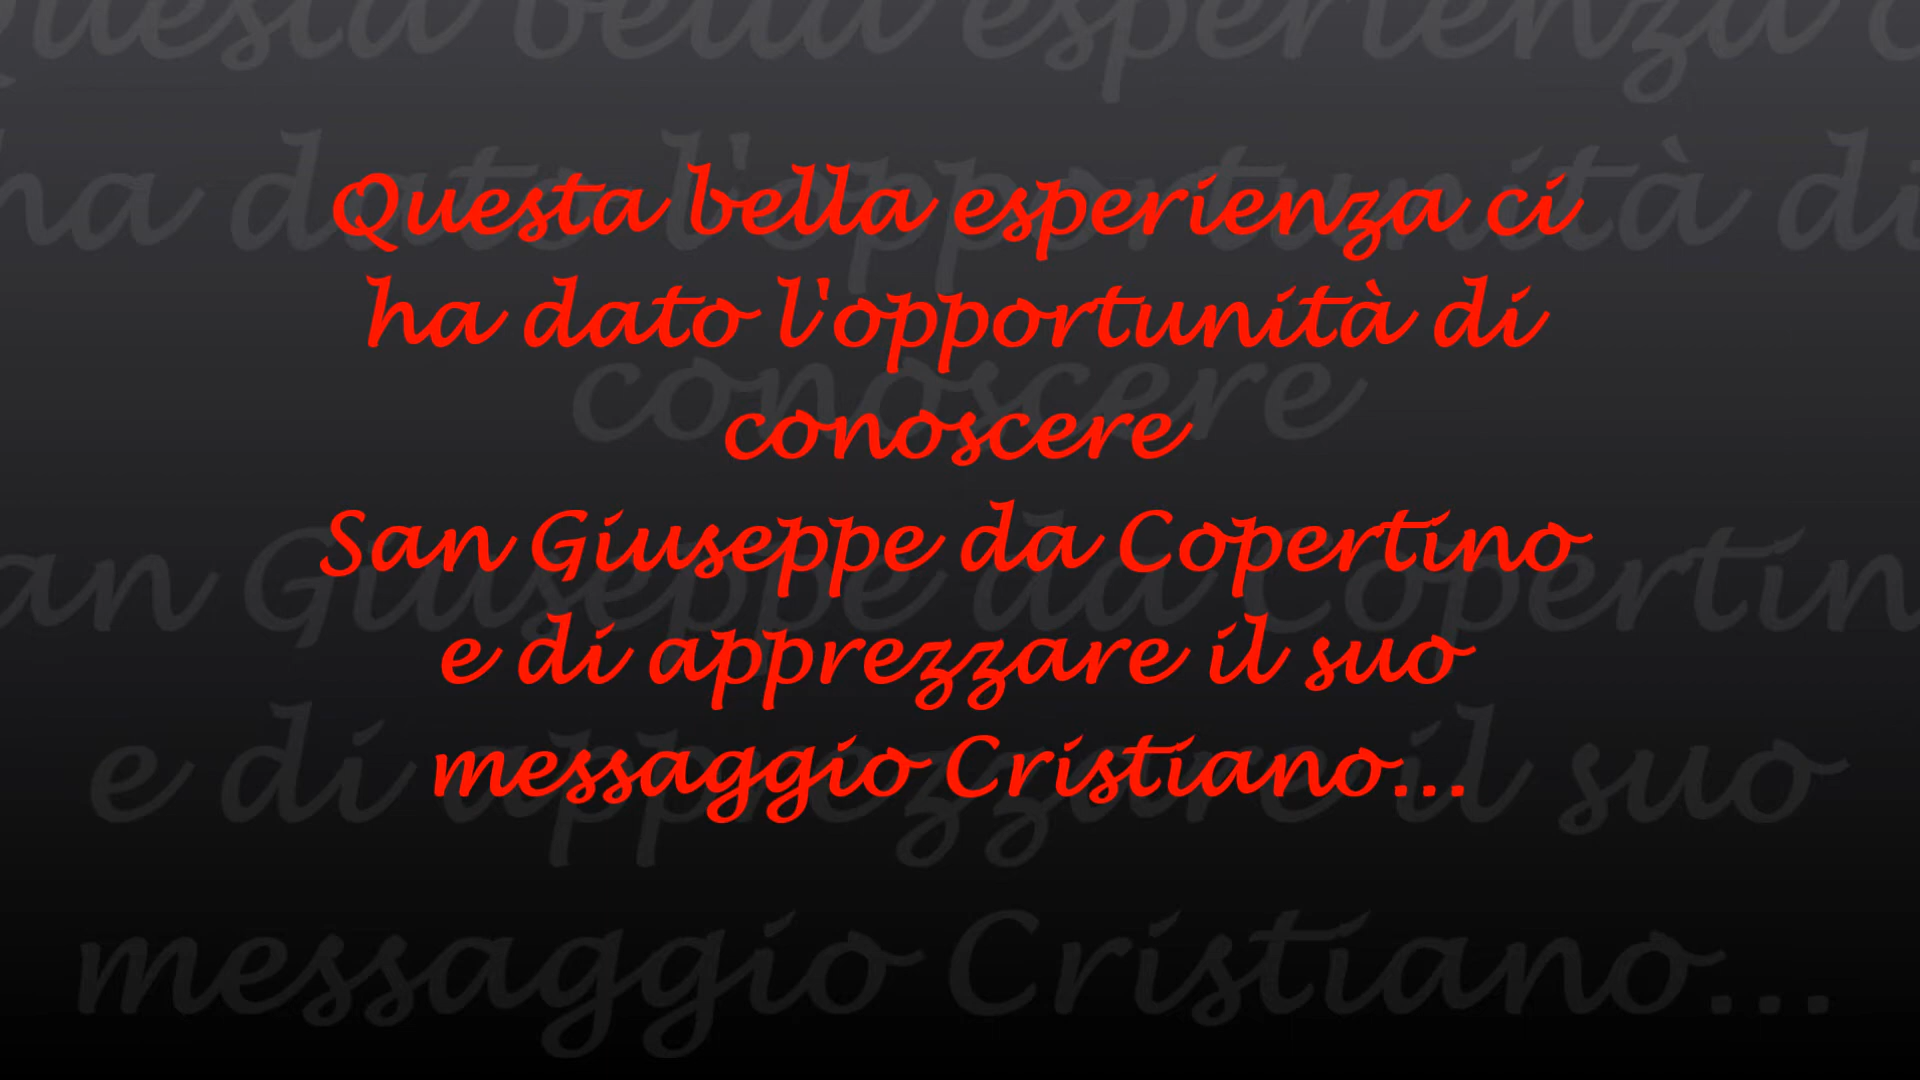 Questa bella esperienza ci
ha dato l'opportunità di
conoscere
San Giuseppe da Copertino
e di apprezzare il suo
messaggio Cristiano...